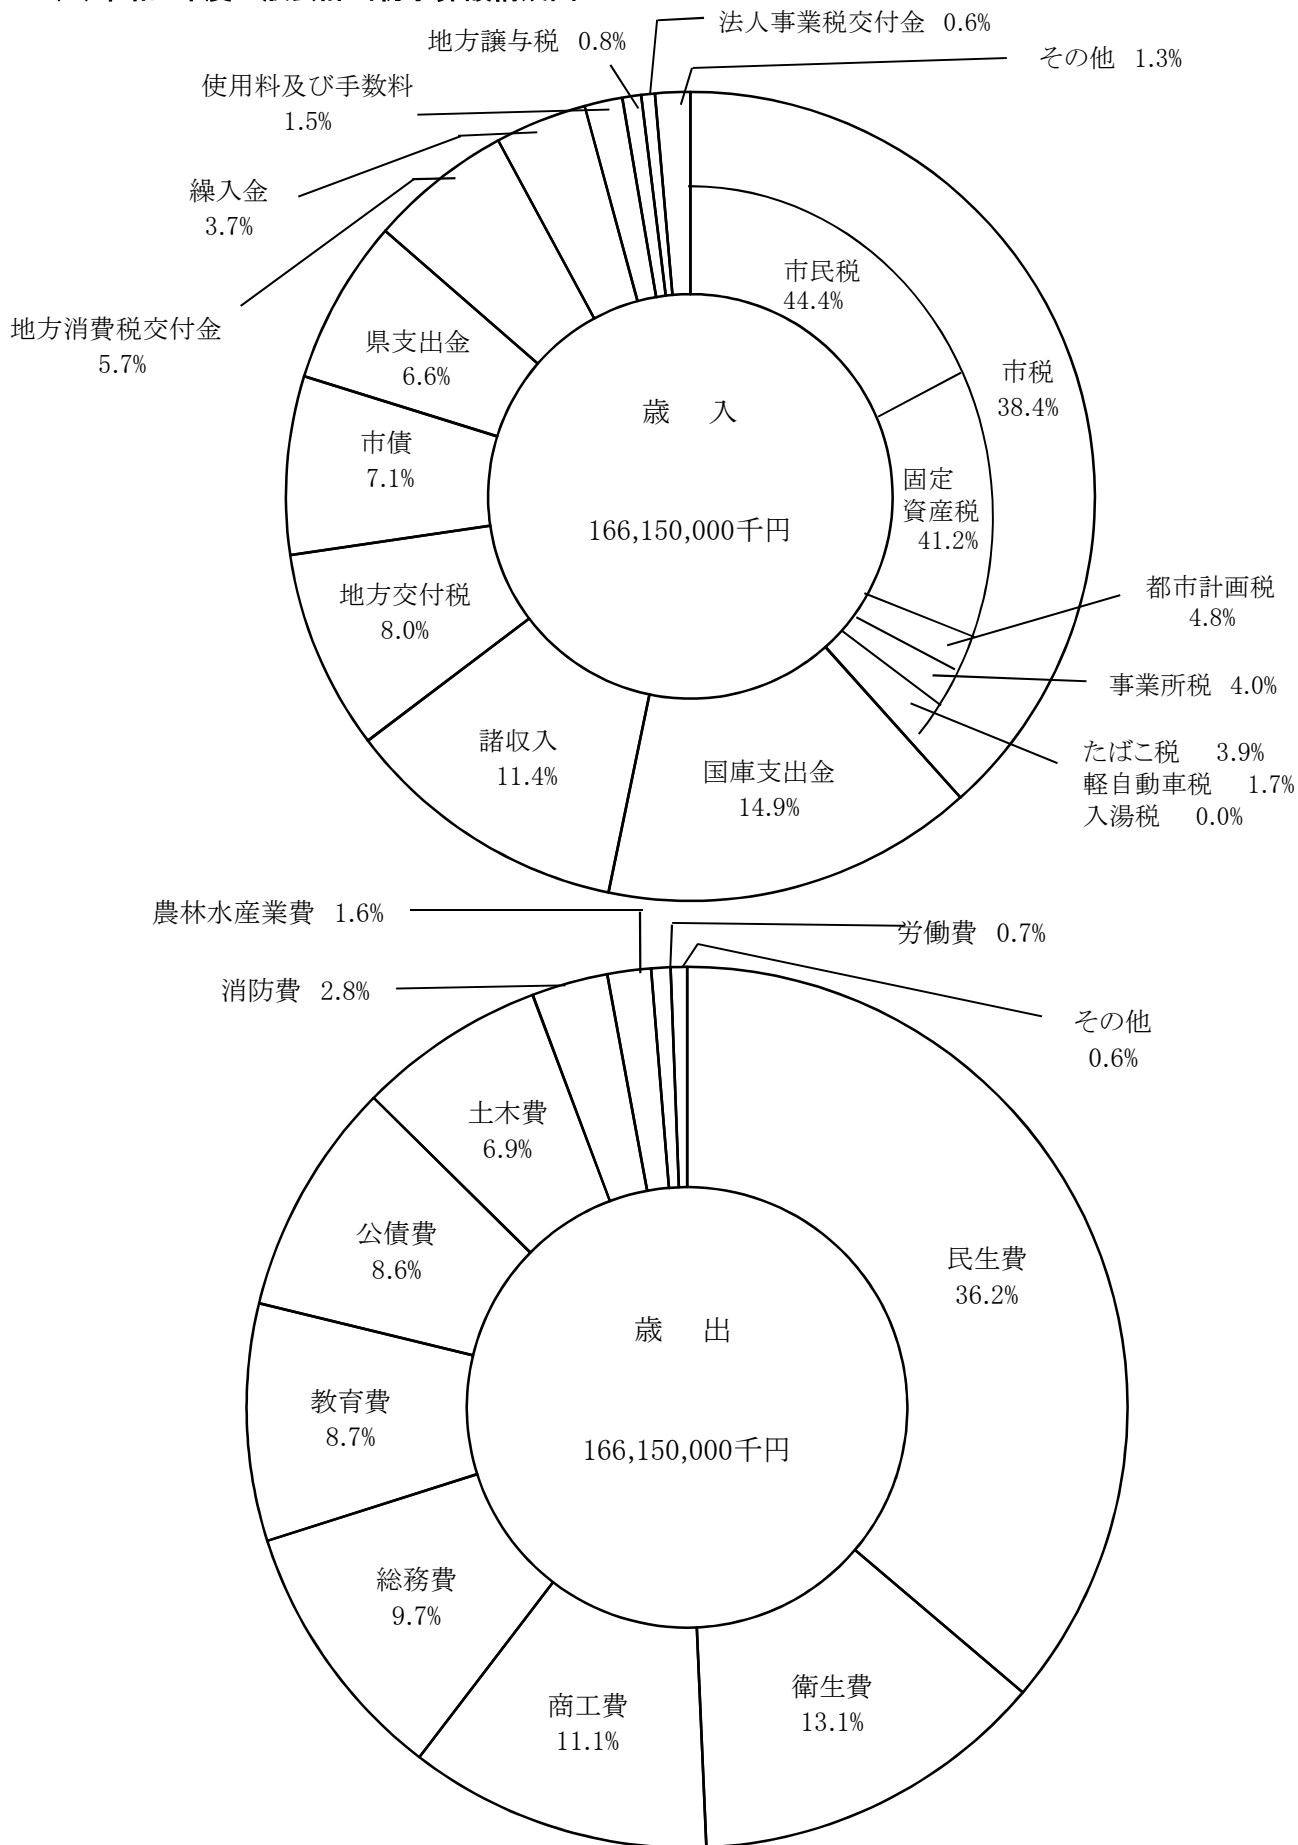 法人事業税交付金 0.6%
地方譲与税 0.8%
その他 1.3%
使用料及び手数料
1.5%
繰入金
3.7%
地方消費税交付金
5.7%
県支出金
6.6%
市債
7.1%
地方交付税
8.0%
諸収入
11.4%
国庫支出金
14.9%
市民税
44.4%
市税
38.4%
固定
資産税
41.2%
都市計画税
4.8%
事業所税 4.0%
たばこ税 3.9%
軽自動車税 1.7%
入湯税 0.0%
歳 入
166,150,000千円
農林水産業費 1.6%
労働費 0.7%
消防費 2.8%
その他
0.6%
土木費
6.9%
公債費
8.6%
教育費
8.7%
総務費
9.7%
商工費
11.1%
衛生費
13.1%
民生費
36.2%
歳 出
166,150,000千円